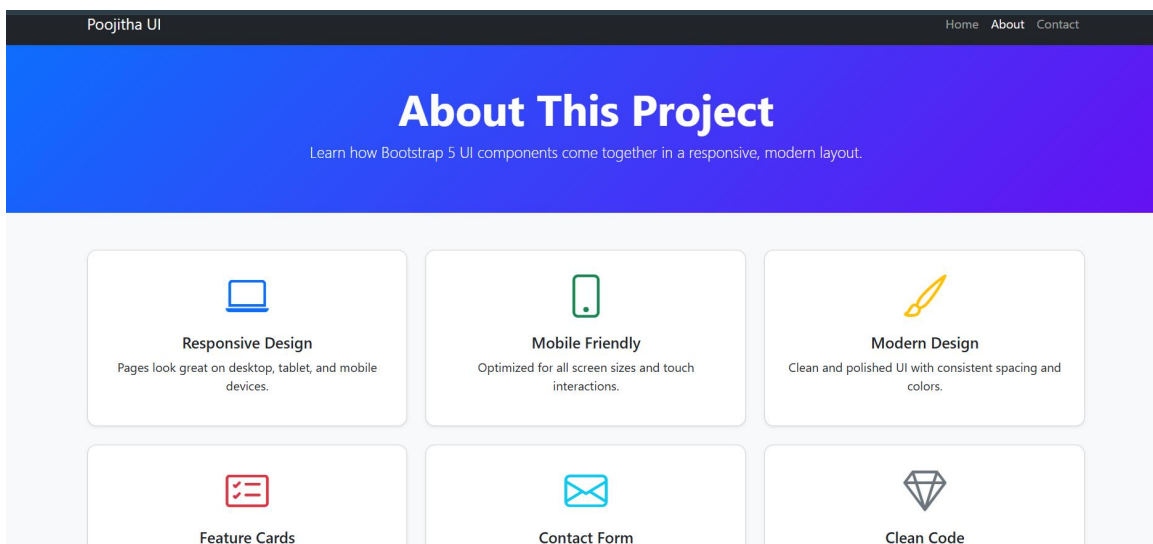 Poojitha UI
Home About Contact
About This Project
Learn how Bootstrap 5 UI components come together in a responsive, modern layout.
Responsive Design
Pages look great on desktop, tablet, and mobile
devices.
Mobile Friendly
Optimized for all screen sizes and touch
interactions.
Modern Design
Clean and polished UI with consistent spacing and
colors.
Feature Cards
Contact Form
Clean Code